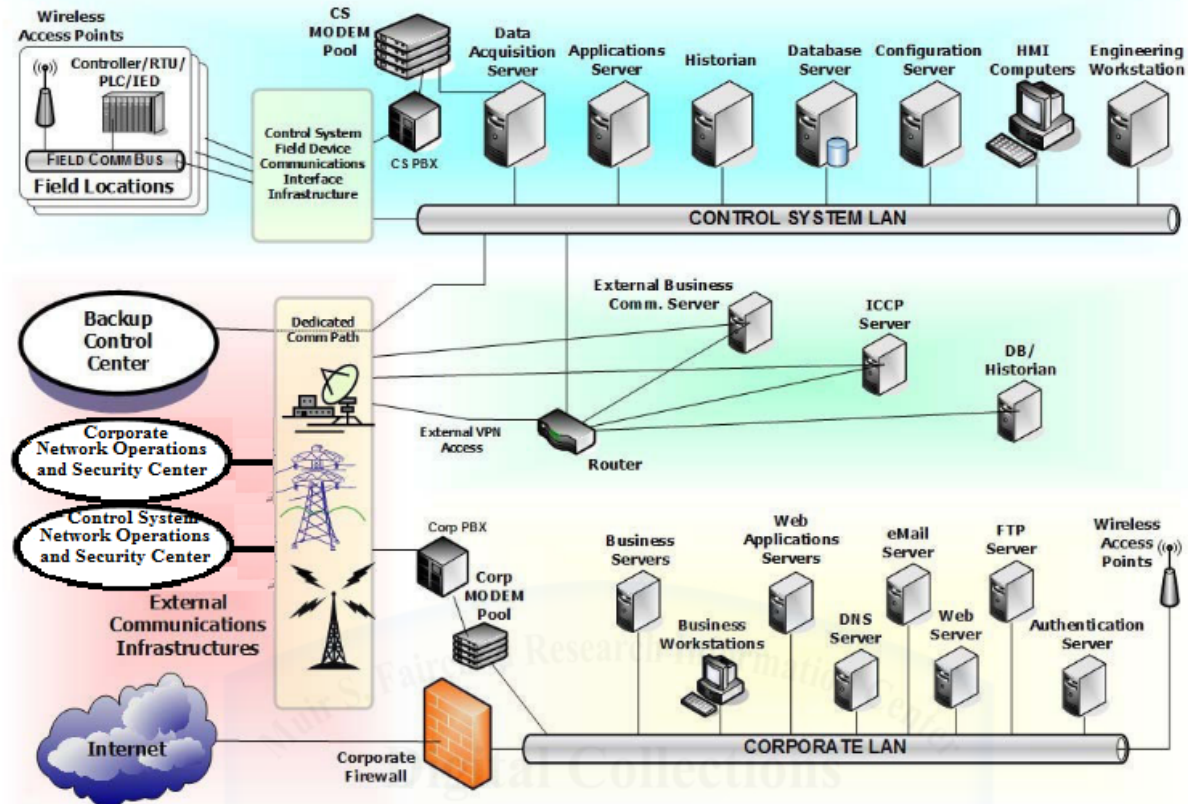 Wireless
Access Points
Controller/RTU/
PLC/IED
FIELD COMM BUS
Field Locations
Control System
Field Device
Communications
Interface
Infrastructure
CS
MODEM
Pool
CS PBX
Data
Acquisition
Server
Applications
Server
Historian
Database
Server
Configuration
Server
HMI
Computers
Engineering
Workstation
CONTROL SYSTEM LAN
Backup
Control
Center
Dedicated
Comm Path
External Business
Comm. Server
ICCP
Server
DB/
Historian
External VPN
Access
Router
Corporate
Network Operations
and Security Center
Control System
Network Operations
and Security Center
External
Communications
Infrastructures
Corp PBX
Corp
MODEM
Pool
Business
Servers
Business
Workstations
Web
Applications
Servers
DNS
Server
eMail
Server
Web
Server
FTP
Server
Authentication
Server
Wireless
Access
Points
Internet
Corporate
Firewall
CORPORATE LAN
Muir S. Fairchild Research Information Center
Digital Collections